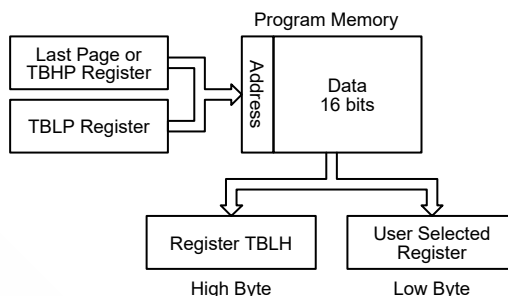 Program Memory
Last Page or
TBHP Register
TBLP Register
Address
Data
16 bits
Register TBLH
User Selected
Register
High Byte
Low Byte